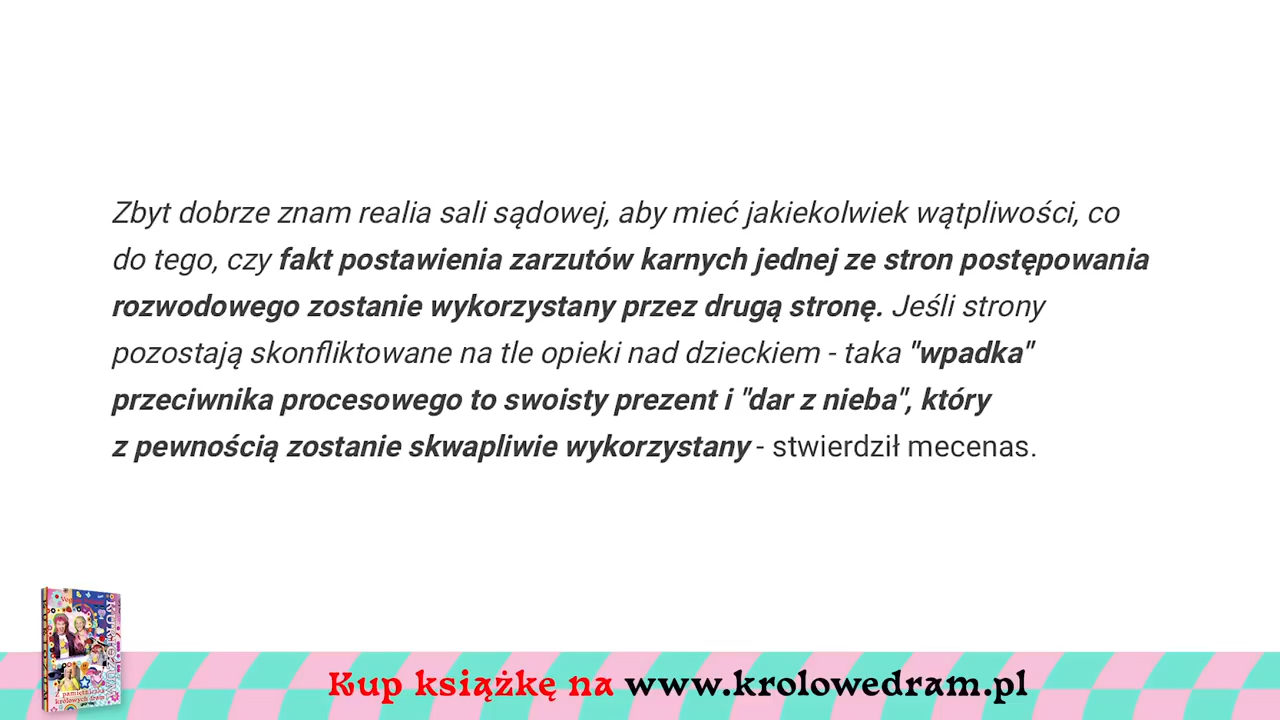 Zbyt dobrze znam realia sali sądowej, aby mieć jakiekolwiek wątpliwości, co
do tego, czy fakt postawienia zarzutów karnych jednej ze stron postępowania
rozwodowego zostanie wykorzystany przez drugą stronę. Jeśli strony
pozostają skonfliktowane na tle opieki nad dzieckiem - taka "wpadka"
przeciwnika procesowego to swoisty prezent i "dar z nieba", który
z pewnością zostanie skwapliwie wykorzystany - stwierdził mecenas.
Z pamiętnika
królowych dram
Kup książkę na www.krolowedram.pl